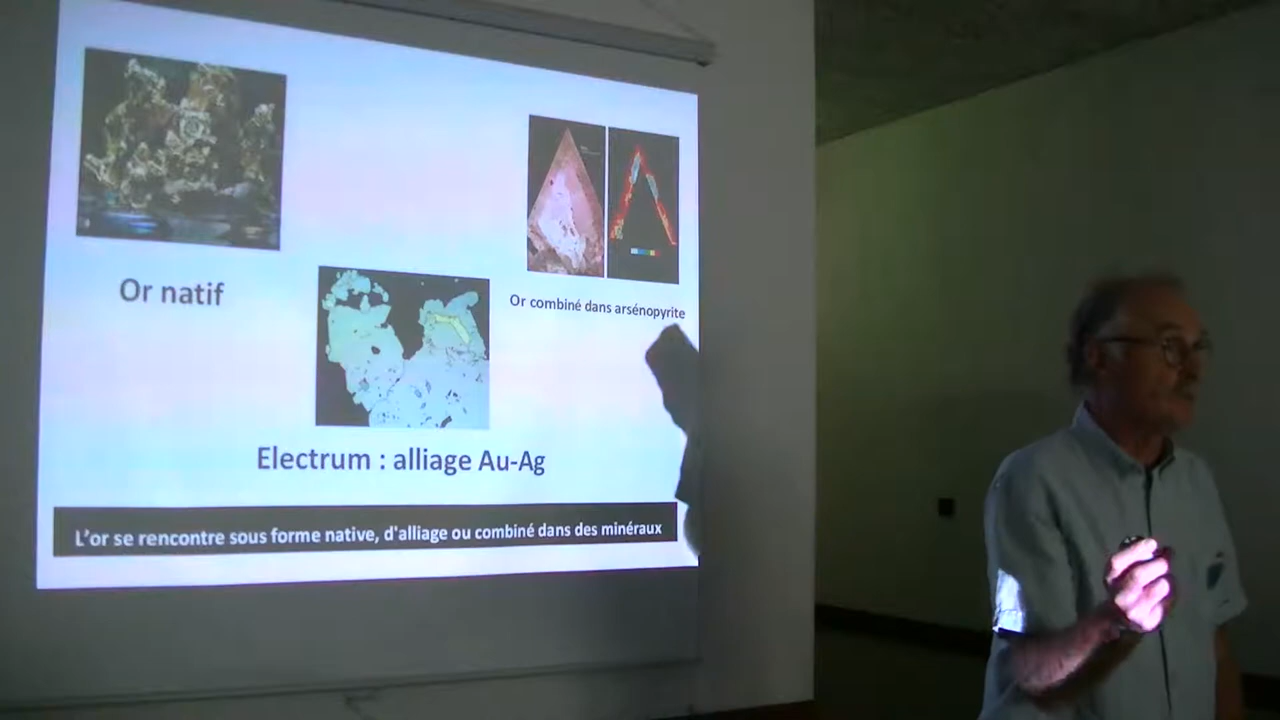 Or natif
Or combiné dans arsénopyrite
Electrum : alliage Au-Ag
L'or se rencontre sous forme native, d'alliage ou combiné dans des minéraux